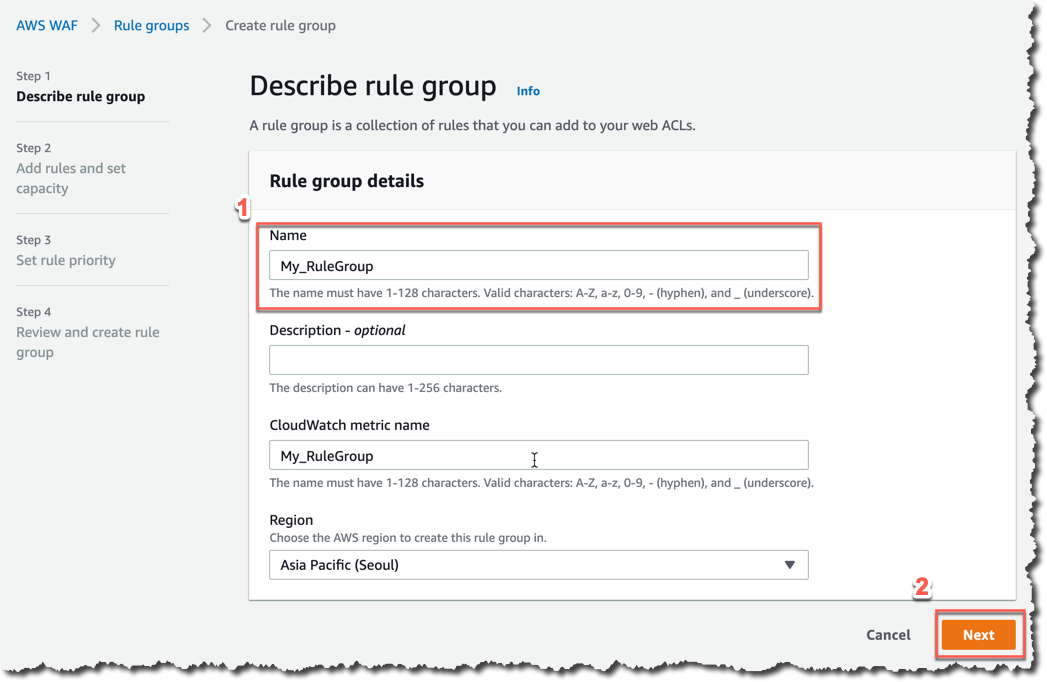 AWS WAF > Rule groups > Create rule group
Step 1
Describe rule group
Step 2
Add rules and set
capacity
Step 3
Set rule priority
Step 4
Review and create rule
group
Describe rule group Info
A rule group is a collection of rules that you can add to your web ACLs.
Rule group details
1
Name
My_RuleGroup
The name must have 1-128 characters. Valid characters: A-Z, a-z, 0-9, - (hyphen), and _ (underscore).
Description - optional
The description can have 1-256 characters.
CloudWatch metric name
My_RuleGroup
The name must have 1-128 characters. Valid characters: A-Z, a-z, 0-9, - (hyphen), and _ (underscore).
Region
Choose the AWS region to create this rule group in.
Asia Pacific (Seoul)
2
Cancel Next